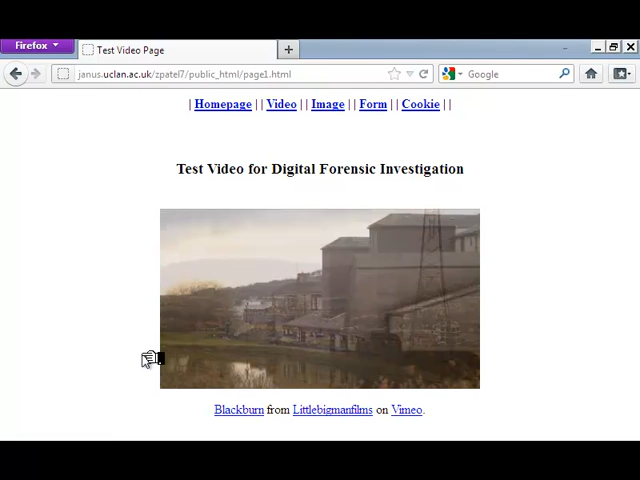 Firefox
Test Video Page
janus.uclan.ac.uk/zpatel7/public_html/page1.html
Google
| Homepage | | Video | | Image | | Form | | Cookie | |
Test Video for Digital Forensic Investigation
Blackburn from Littlebigmanfilms on Vimeo.